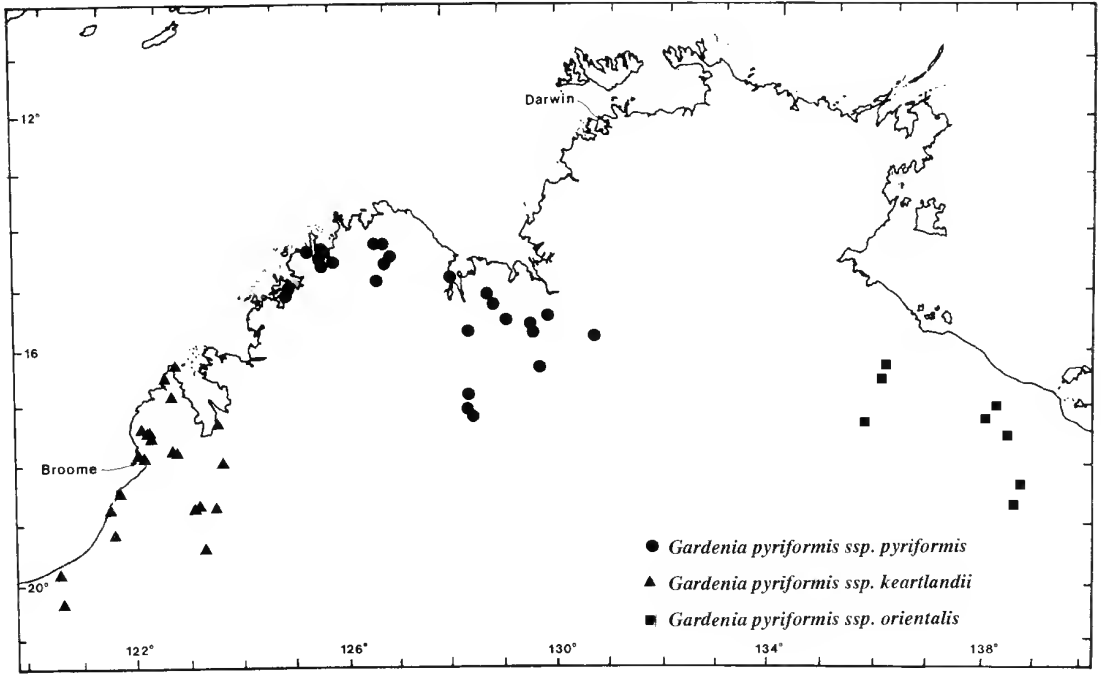 Darwin
12°
16
Broome
20°
Gardenia pyriformis ssp. pyriformis
Gardenia pyriformis ssp. keartlandii
Gardenia pyriformis ssp. orientalis
122° 126° 130° 134° 138°